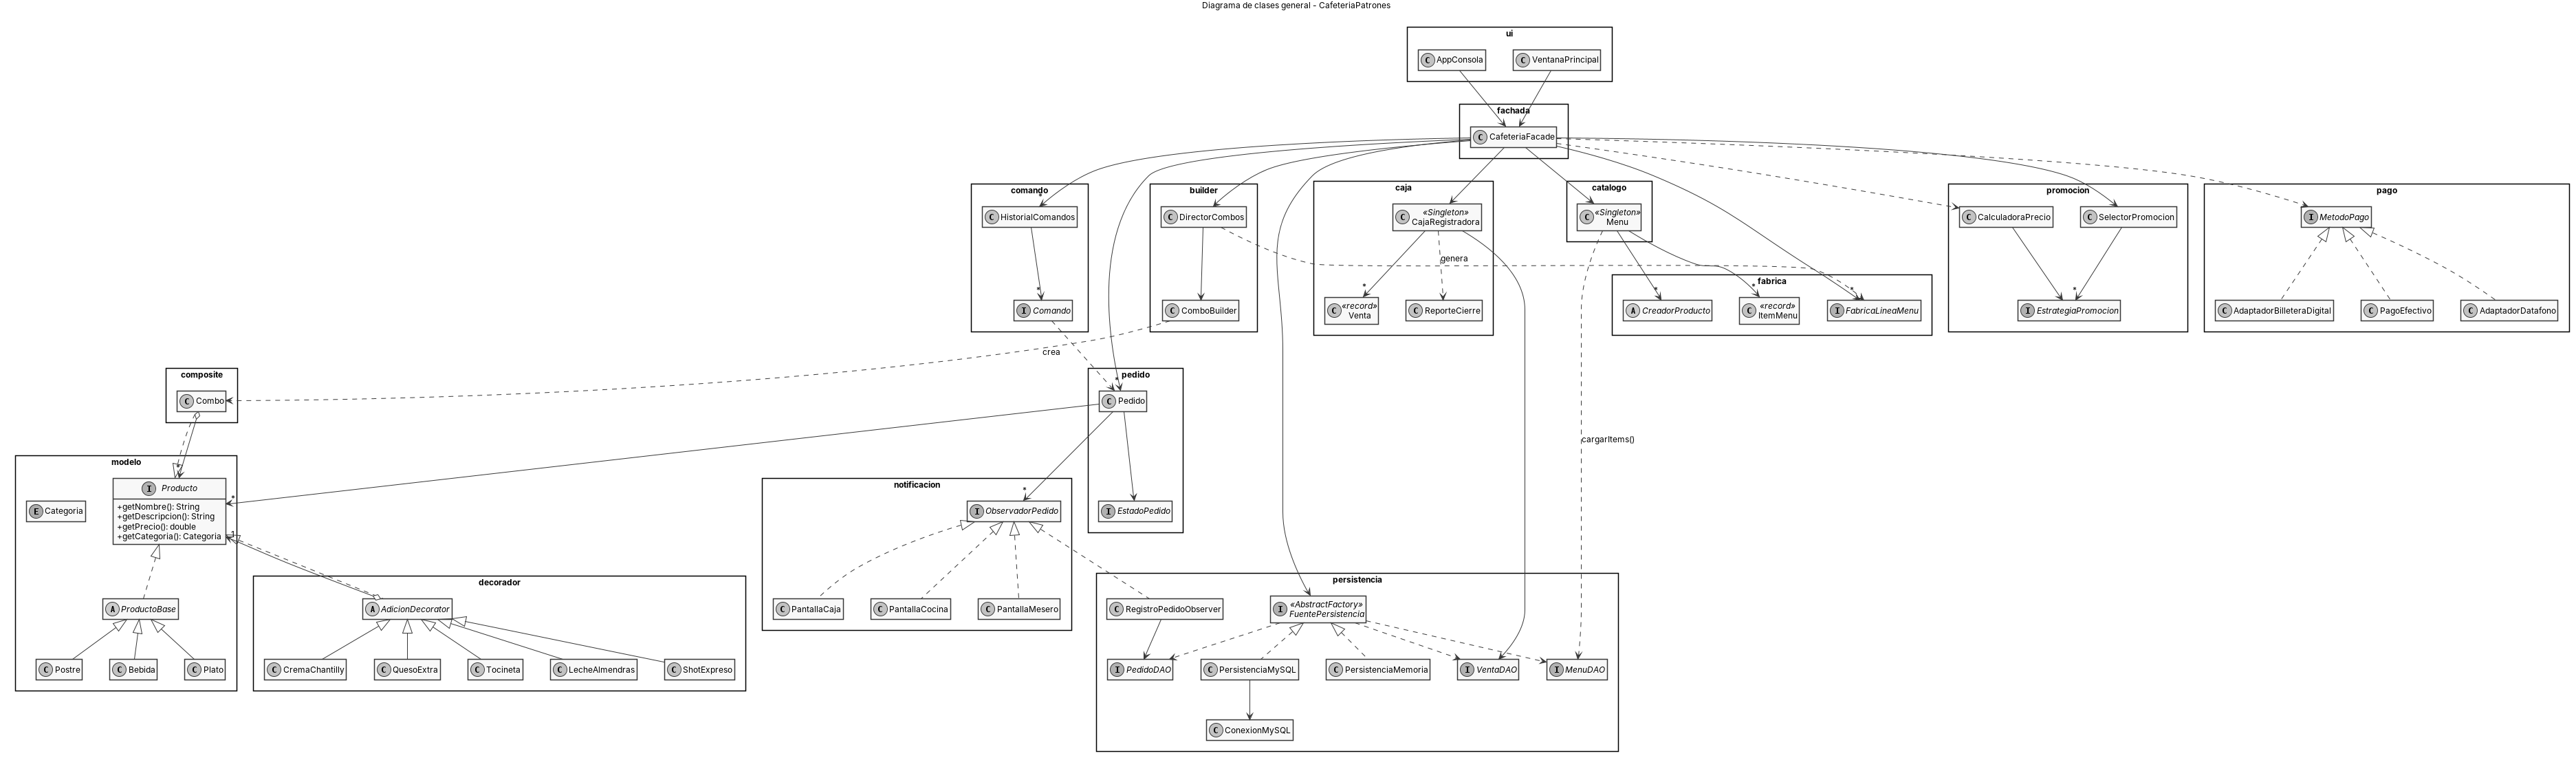 Diagrama de clases general - CafeteriaPatrones
ui
C AppConsola
C VentanaPrincipal
fachada
C CafeteriaFacade
comando
*
C HistorialComandos
*
I Comando
builder
C DirectorCombos
C ComboBuilder
crea
caja
«Singleton»
C CajaRegistradora
genera
*
«record»
C Venta
C ReporteCierre
catalogo
«Singleton»
C Menu
cargarItems()
fabrica
*
A CreadorProducto
*
«record»
C ItemMenu
*
I FabricaLineaMenu
promocion
C CalculadoraPrecio
C SelectorPromocion
*
I EstrategiaPromocion
pago
I MetodoPago
C AdaptadorBilleteraDigital
C PagoEfectivo
C AdaptadorDatafono
composite
C Combo
pedido
*
C Pedido
I EstadoPedido
modelo
*
E Categoria
I Producto
+getNombre(): String
+getDescripcion(): String
+getPrecio(): double
+getCategoria(): Categoria
*
1
A ProductoBase
C Postre
C Bebida
C Plato
decorador
A AdicionDecorator
C CremaChantilly
C QuesoExtra
C Tocineta
C LecheAlmendras
C ShotExpreso
notificacion
*
I ObservadorPedido
C PantallaCaja
C PantallaCocina
C PantallaMesero
persistencia
C RegistroPedidoObserver
«AbstractFactory»
I FuentePersistencia
I PedidoDAO
C PersistenciaMySQL
C PersistenciaMemoria
I VentaDAO
I MenuDAO
C ConexionMySQL